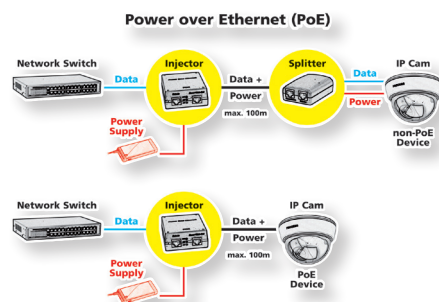 Power over Ethernet (PoE)
Network Switch
Injector
Splitter
IP Cam
Data
Data +
Power
max. 100m
Data
Power
Power
Supply
non-PoE
Device
Network Switch
Injector
IP Cam
Data
Data +
Power
max. 100m
Power
Supply
PoE
Device